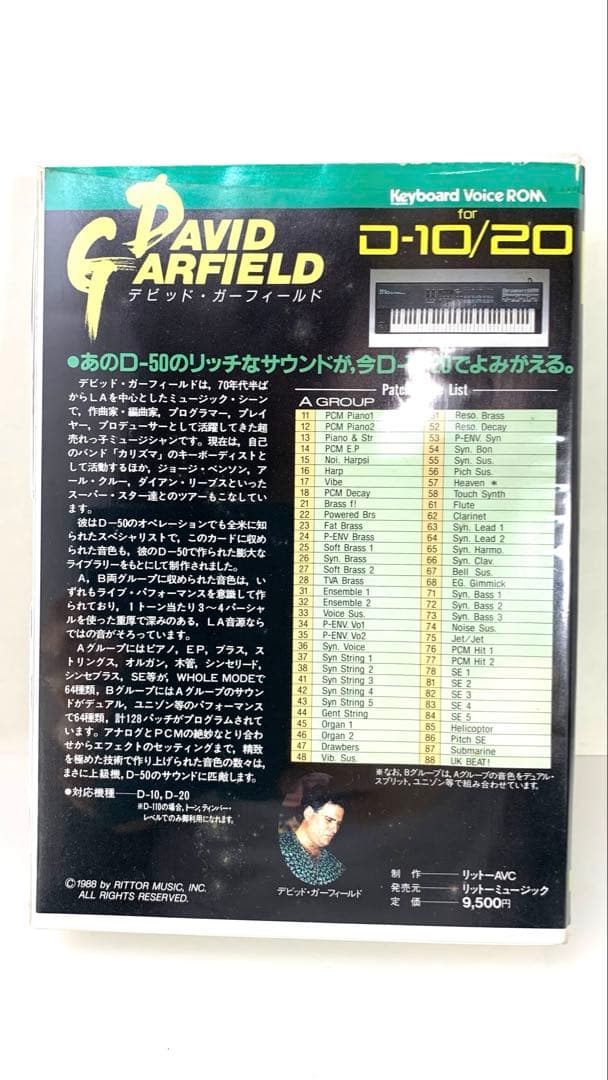 DAVID
GARFIELD
デビッド・ガーフィールド
Keyboard Voice ROM
for
D-10/20
●あのD-50のリッチなサウンドが,今D-
20でよみがえる。
デビッド・ガーフィールドは, 70年代半ば
からLAを中心としたミュージック・シーン
で, 作曲家・編曲家, プログラマー, プレイ
ヤー, プロデューサーとして活躍してきた超
売れっ子ミュージシャンです。現在は, 自己
のバンド「カリズマ」のキーボーディストと
して活動するほか, ジョージ・ベンソン, ア
ール・クルー, ダイアン・リーブスといった
スーパー・スター達とのツアーもこなしてい
ます。
彼はD-50のオペレーションでも全米に知
られたスペシャリストで, このカードに収め
られた音色も, 彼のD-50で作られた膨大な
ライブラリーをもとにして制作されました。
A, B両グループに収められた音色は, い
ずれもライブ・パフォーマンスを意識して作
られており, 1トーン当たり3～4パーシャ
ルを使った重厚で深みのある, LA音源なら
ではの音がそろっています。
Aグループにはピアノ, EP, ブラス, ス
トリングス, オルガン, 木管, シンセリード,
シンセブラス, SE等が, WHOLE MODEで
64種類, BグループにはAグループのサウン
ドがデュアル, ユニゾン等のパフォーマンス
で64種類, 計128パッチがプログラムされて
います。アナログとPCMの絶妙なとり合わ
せからエフェクトのセッティングまで, 精致
を極めた技術で作り上げられた音色の数々は,
まさに上級機, D-50のサウンドに匹敵します。
●対応機種──D-10, D-20
※D-110の場合, トーン, ティンバー・
レベルでのみ御利用になれます。
©1988 by RITTOR MUSIC, INC.
ALL RIGHTS RESERVED.
List
A GROUP
11 PCM Piano1
12 PCM Piano2
13 Piano & Str
14 PCM E.P
15 Noi. Harpsi
16 Harp
17 Vibe
18 PCM Decay
21 Brass f!
22 Powered Brs
23 Fat Brass
24 P-ENV Brass
25 Soft Brass 1
26 Syn. Brass
27 Soft Brass 2
28 TVA Brass
31 Ensemble 1
32 Ensemble 2
33 Voice Sus.
34 P-ENV. Vo1
35 P-ENV Vo2
36 Syn. Voice
37 Syn String 1
38 Syn String 2
41 Syn String 3
42 Syn String 4
43 Syn String 5
44 Gent String
45 Organ 1
46 Organ 2
47 Drawbers
48 Vib. Sus.
51 Reso. Brass
52 Reso. Decay
53 P-ENV. Syn
54 Syn. Bon
55 Syn. Sus.
56 Pich Sus.
57 Heaven *
58 Touch Synth
61 Flute
62 Clarinet
63 Syn. Lead 1
64 Syn. Lead 2
65 Syn. Harmo.
66 Syn. Clav.
67 Bell Sus.
68 EG. Gimmick
71 Syn. Bass 1
72 Syn. Bass 2
73 Syn. Bass 3
74 Noise Sus.
75 Jet/Jet
76 PCM Hit 1
77 PCM Hit 2
78 SE 1
81 SE 2
82 SE 3
83 SE 4
84 SE 5
85 Helicoptor
86 Pitch SE
87 Submarine
88 UK BEAT!
※なお, Bグループは, Aグループの音色をデュアル・
スプリット, ユニゾン等で組み合わせています。
デビッド・ガーフィールド
制 作 ── リットーAVC
発売元 ── リットーミュージック
定 価 ── 9,500円